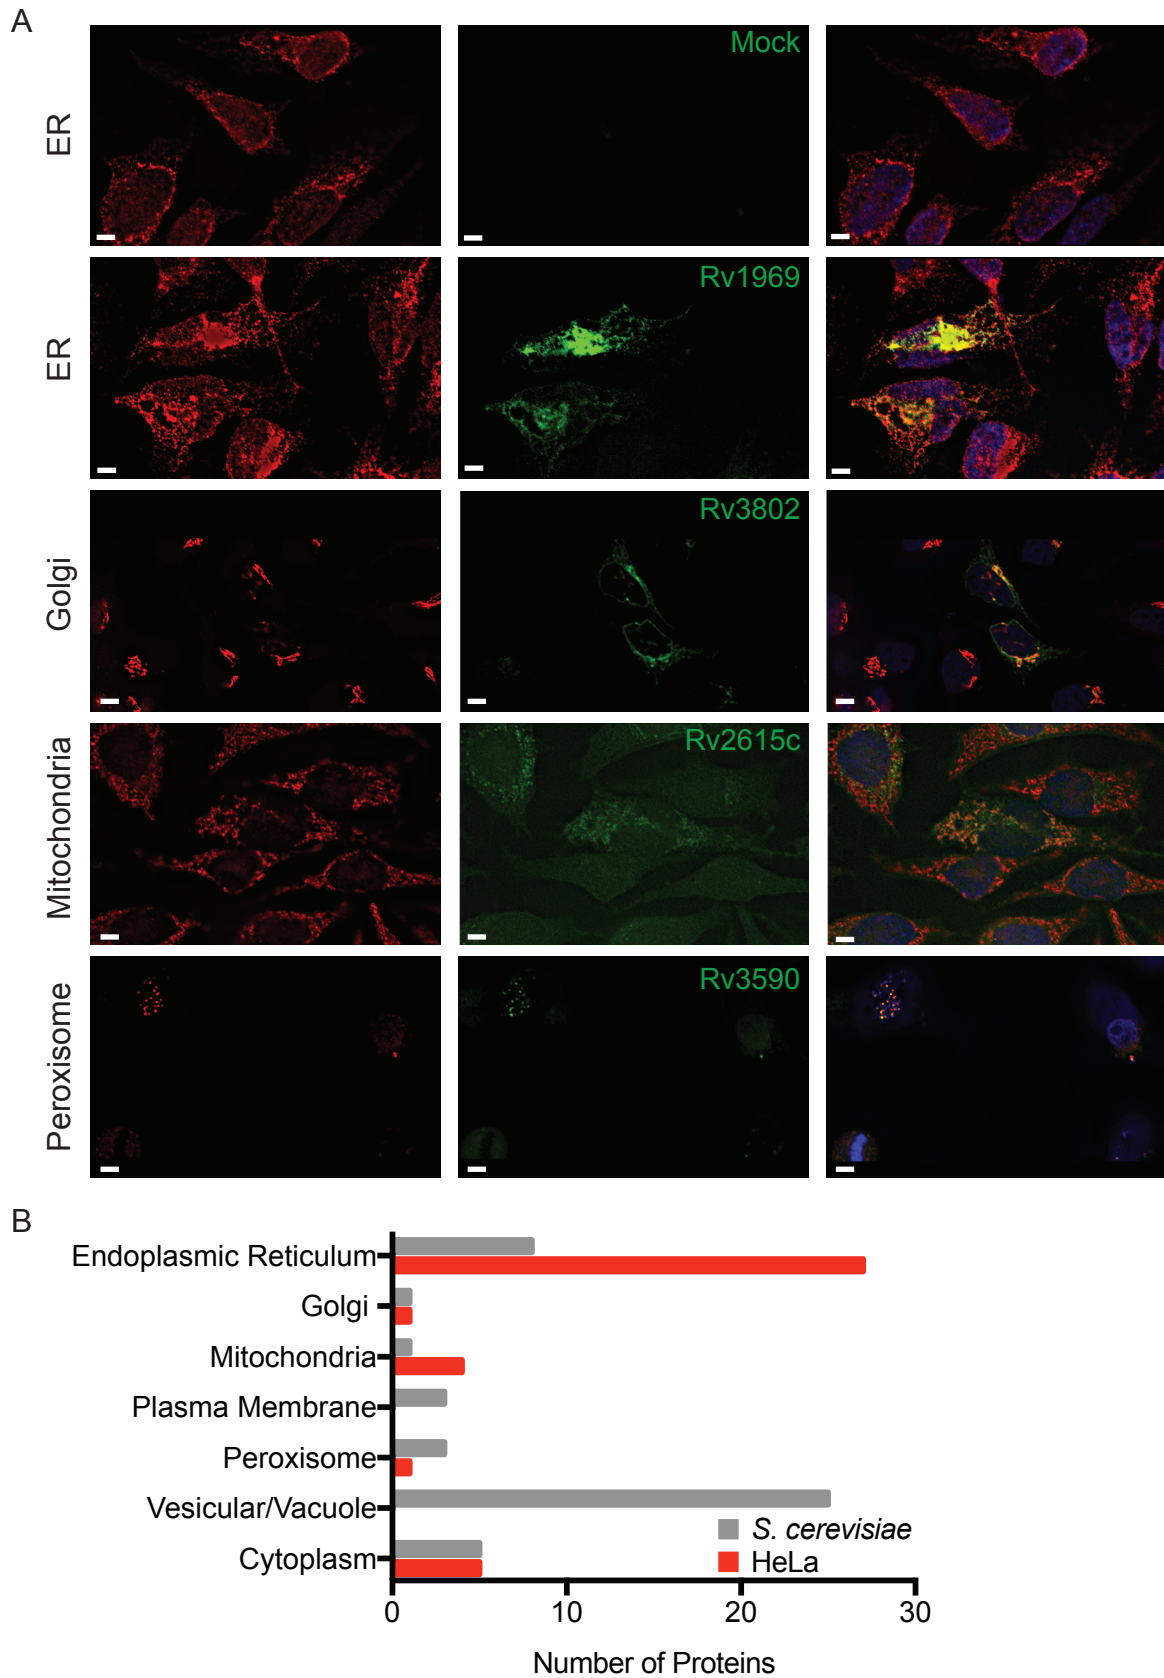 A
ER
Mock
ER
Rv1969
Golgi
Rv3802
Mitochondria
Rv2615c
Peroxisome
Rv3590
B
Endoplasmic Reticulum
Golgi
Mitochondria
Plasma Membrane
Peroxisome
Vesicular/Vacuole
Cytoplasm
S. cerevisiae
HeLa
0 10 20 30
Number of Proteins